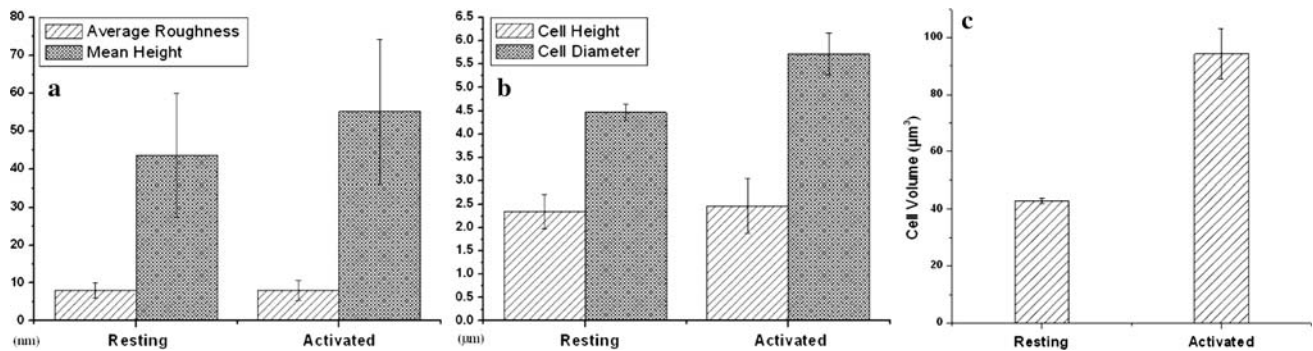 80
70
60
50
40
30
20
10
0
(nm)
Average Roughness
Mean Height
a
Resting
Activated
6.5
6.0
5.5
5.0
4.5
4.0
3.5
3.0
2.5
2.0
1.5
1.0
0.5
0.0
(µm)
Cell Height
Cell Diameter
b
Resting
Activated
c
Cell Volume (µm³)
100
80
60
40
20
0
Resting
Activated